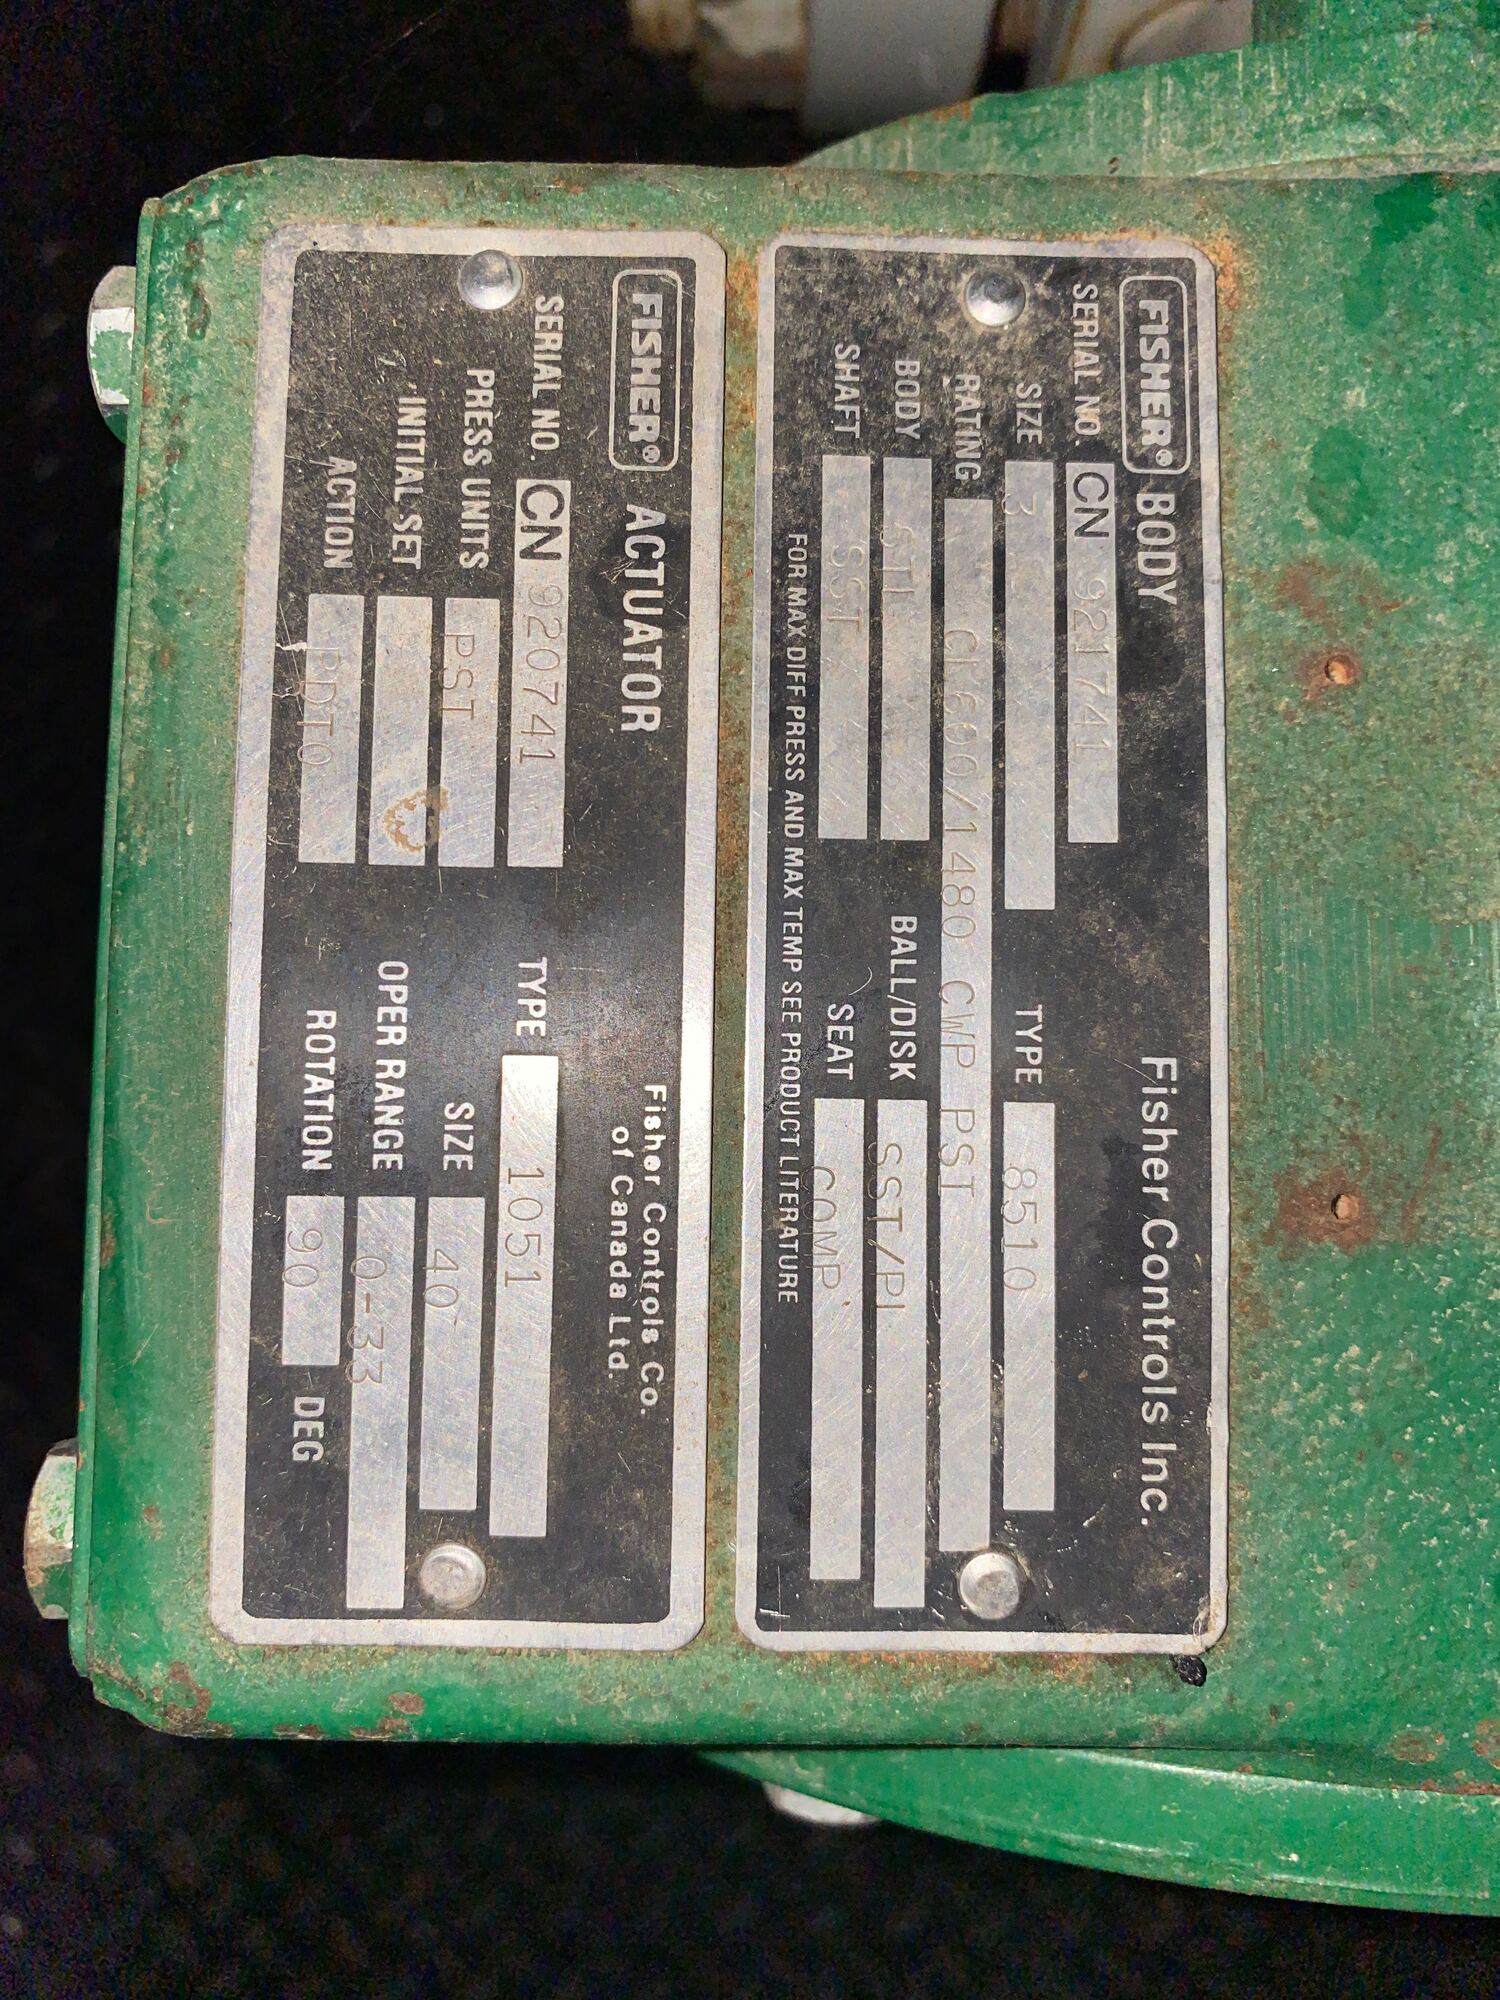 FISHER® BODY Fisher Controls Inc.
SERIAL NO. CN 921741
SIZE 3 TYPE 8510
RATING CL600/1480 CWP PSI
BODY STL BALL/DISK SST/PL
SHAFT SST SEAT COMP
FOR MAX DIFF PRESS AND MAX TEMP SEE PRODUCT LITERATURE
FISHER® ACTUATOR Fisher Controls Co.
of Canada Ltd.
SERIAL NO. CN 920741 TYPE 1051
PRESS UNITS PSI SIZE 40
INITIAL SET OPER RANGE 0-33
ACTION PDTO ROTATION 90 DEG